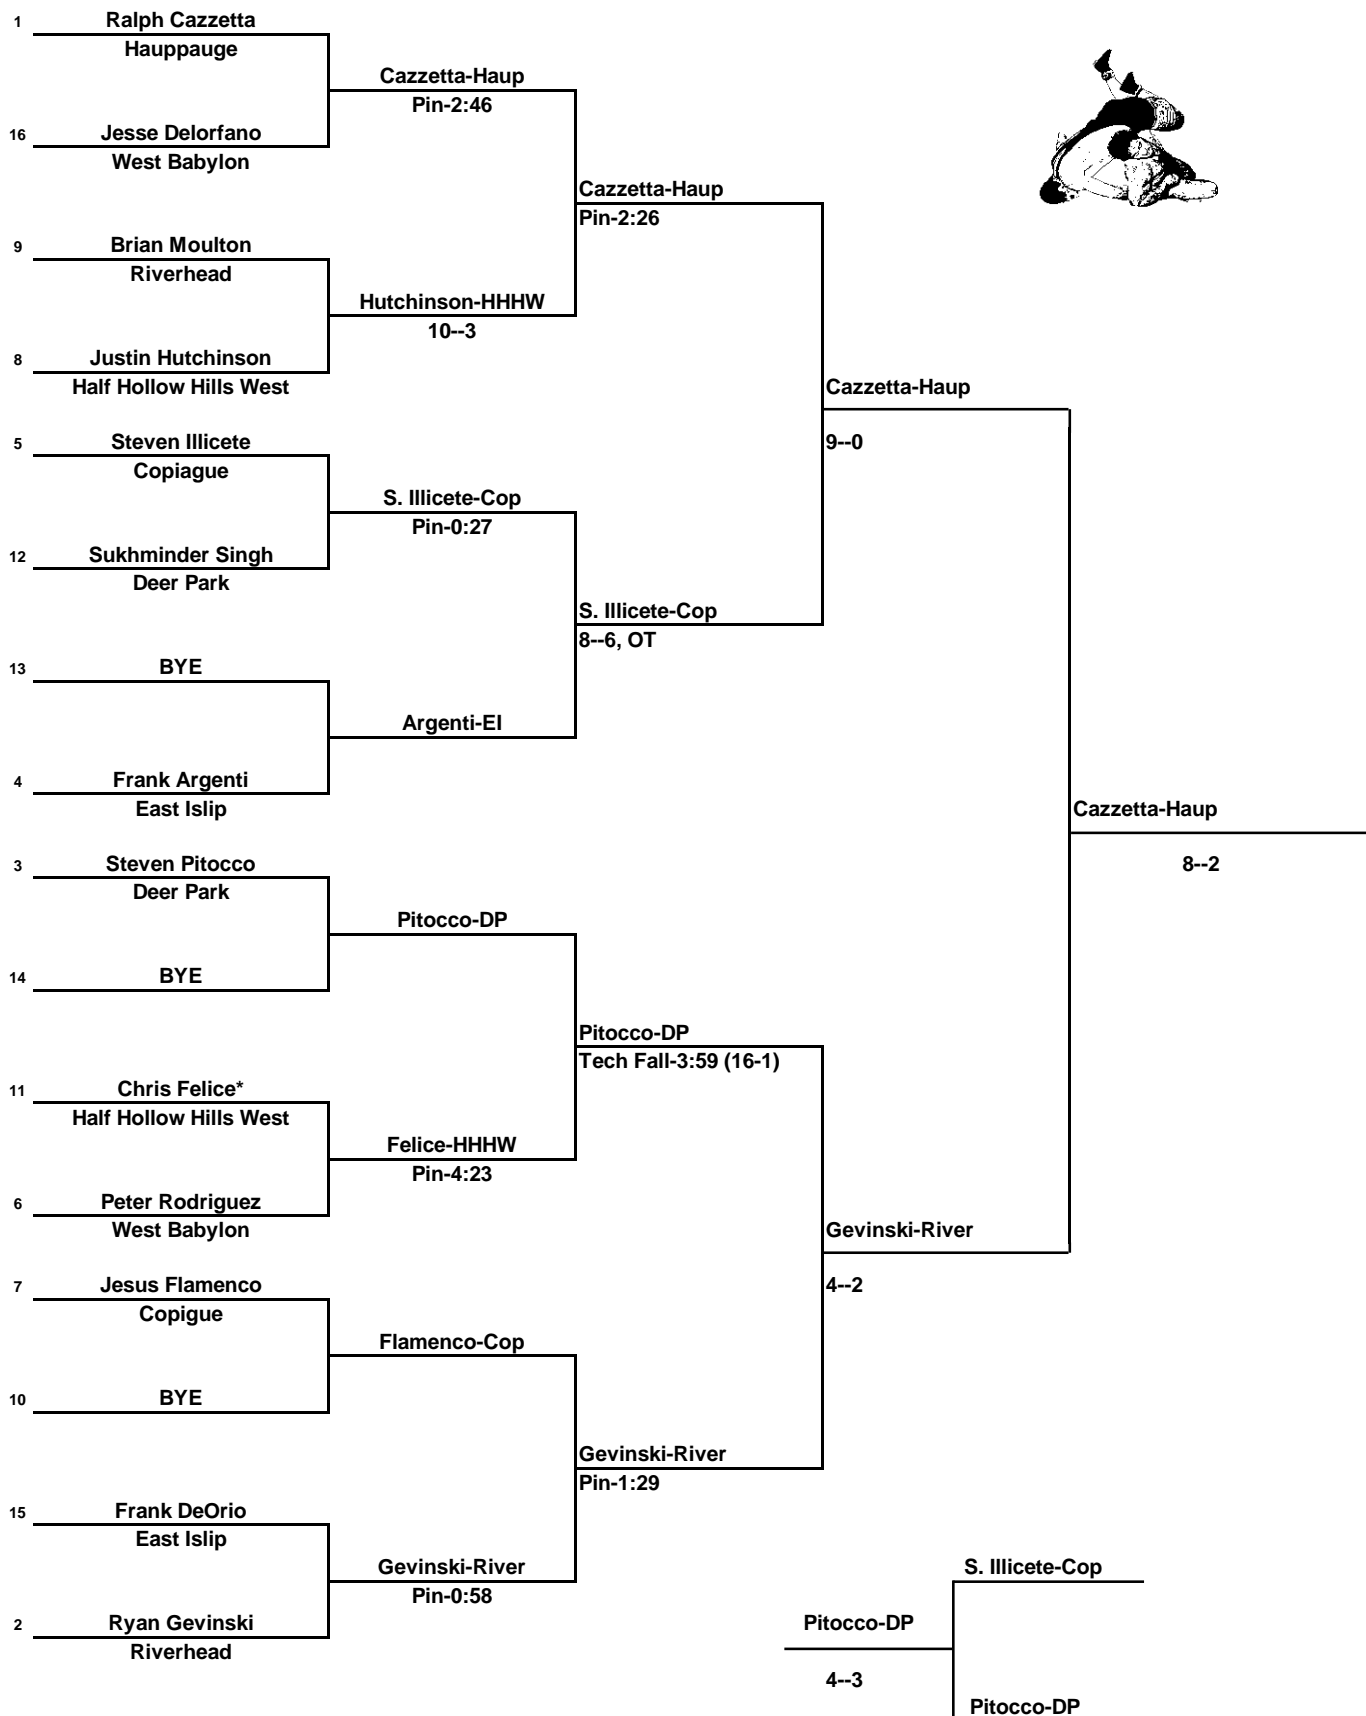 1 Ralph Cazzetta
Hauppauge
Cazzetta-Haup
Pin-2:46
16 Jesse Delorfano
West Babylon
Cazzetta-Haup
Pin-2:26
9 Brian Moulton
Riverhead
Hutchinson-HHHW
10--3
8 Justin Hutchinson
Half Hollow Hills West
Cazzetta-Haup
9--0
5 Steven Illicete
Copiague
S. Illicete-Cop
Pin-0:27
12 Sukhminder Singh
Deer Park
S. Illicete-Cop
8--6, OT
13 BYE
Argenti-EI
4 Frank Argenti
East Islip
Cazzetta-Haup
8--2
3 Steven Pitocco
Deer Park
Pitocco-DP
14 BYE
Pitocco-DP
Tech Fall-3:59 (16-1)
11 Chris Felice*
Half Hollow Hills West
Felice-HHHW
Pin-4:23
6 Peter Rodriguez
West Babylon
Gevinski-River
4--2
7 Jesus Flamenco
Copigue
Flamenco-Cop
10 BYE
Gevinski-River
Pin-1:29
15 Frank DeOrio
East Islip
Gevinski-River
Pin-0:58
2 Ryan Gevinski
Riverhead
S. Illicete-Cop
Pitocco-DP
4--3
Pitocco-DP